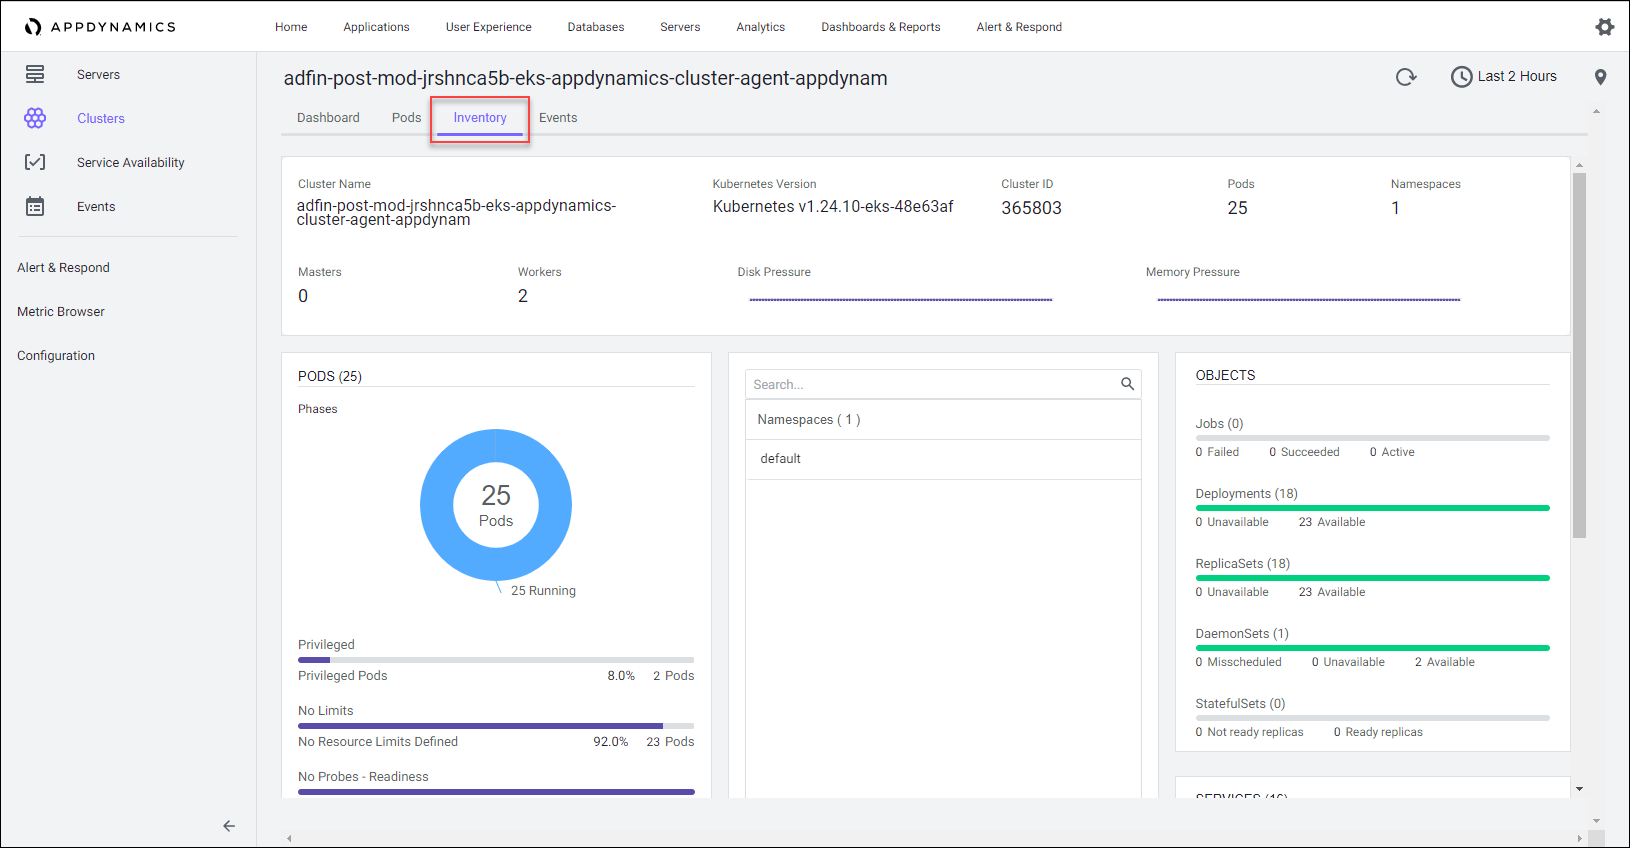 APPDYNAMICS
Home Applications User Experience Databases Servers Analytics Dashboards & Reports Alert & Respond
Servers
Clusters
Service Availability
Events
Alert & Respond
Metric Browser
Configuration
adfin-post-mod-jrshnca5b-eks-appdynamics-cluster-agent-appdynam
Last 2 Hours
Dashboard Pods Inventory Events
Cluster Name
adfin-post-mod-jrshnca5b-eks-appdynamics-
cluster-agent-appdynam
Kubernetes Version
Kubernetes v1.24.10-eks-48e63af
Cluster ID
365803
Pods
25
Namespaces
1
Masters
0
Workers
2
Disk Pressure
Memory Pressure
PODS (25)
Phases
25
Pods
25 Running
Privileged
Privileged Pods 8.0% 2 Pods
No Limits
No Resource Limits Defined 92.0% 23 Pods
No Probes - Readiness
Search...
Namespaces ( 1 )
default
OBJECTS
Jobs (0)
0 Failed 0 Succeeded 0 Active
Deployments (18)
0 Unavailable 23 Available
ReplicaSets (18)
0 Unavailable 23 Available
DaemonSets (1)
0 Misscheduled 0 Unavailable 2 Available
StatefulSets (0)
0 Not ready replicas 0 Ready replicas
SERVICES (16)